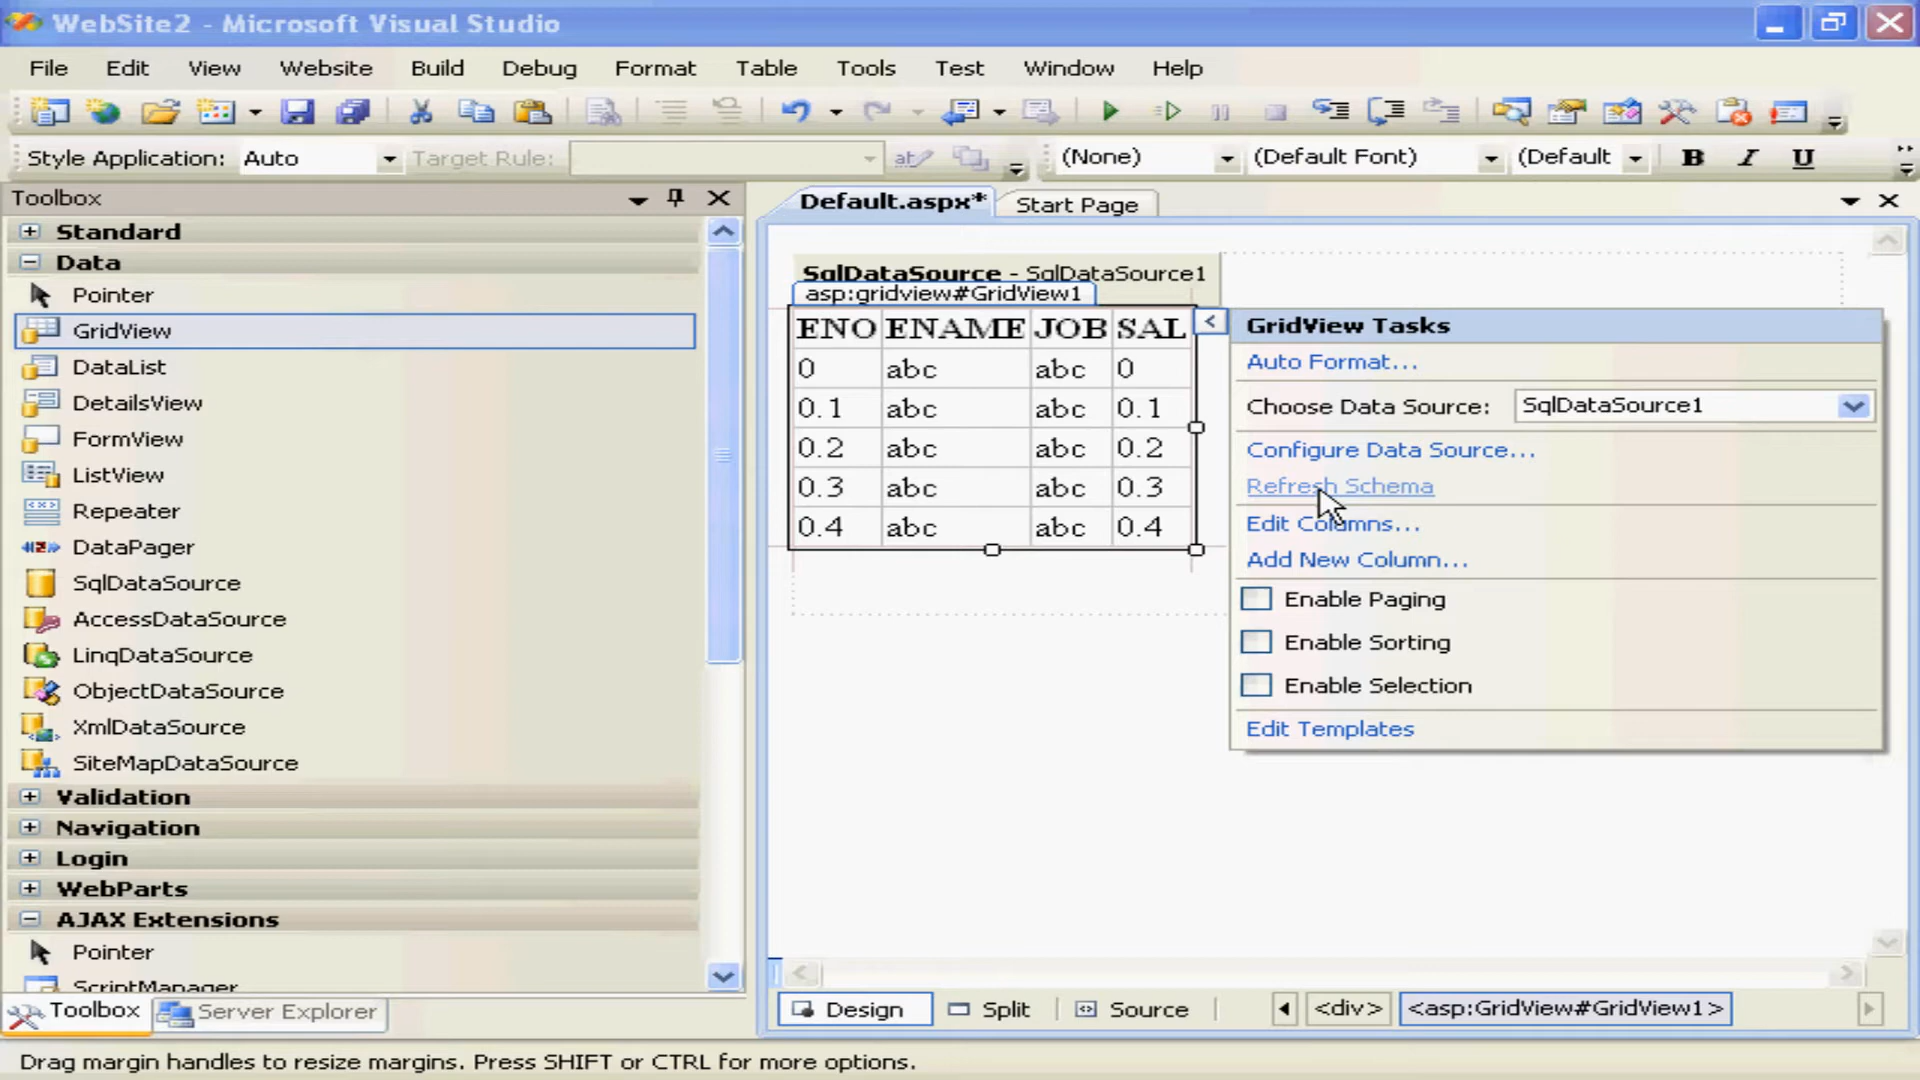 WebSite2 - Microsoft Visual Studio
File Edit View Website Build Debug Format Table Tools Test Window Help
Style Application: Auto Target Rule: (None) (Default Font) (Default B I U
Toolbox
Default.aspx* Start Page
Standard
Data
Pointer
GridView
DataList
DetailsView
FormView
ListView
Repeater
DataPager
SqlDataSource
AccessDataSource
LinqDataSource
ObjectDataSource
XmlDataSource
SiteMapDataSource
Validation
Navigation
Login
WebParts
AJAX Extensions
Pointer
ScriptManager
Toolbox Server Explorer
SqlDataSource - SqlDataSource1
asp:gridview#GridView1
ENO ENAME JOB SAL
0 abc abc 0
0.1 abc abc 0.1
0.2 abc abc 0.2
0.3 abc abc 0.3
0.4 abc abc 0.4
GridView Tasks
Auto Format...
Choose Data Source: SqlDataSource1
Configure Data Source...
Refresh Schema
Edit Columns...
Add New Column...
Enable Paging
Enable Sorting
Enable Selection
Edit Templates
Design Split Source <div> <asp:GridView#GridView1>
Drag margin handles to resize margins. Press SHIFT or CTRL for more options.